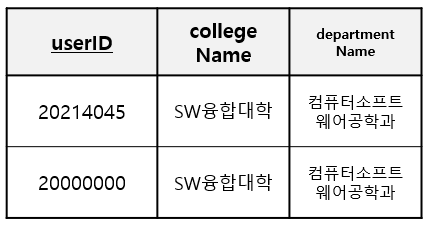 userID
college
Name
department
Name
20214045
SW융합대학
컴퓨터소프트
웨어공학과
20000000
SW융합대학
컴퓨터소프트
웨어공학과